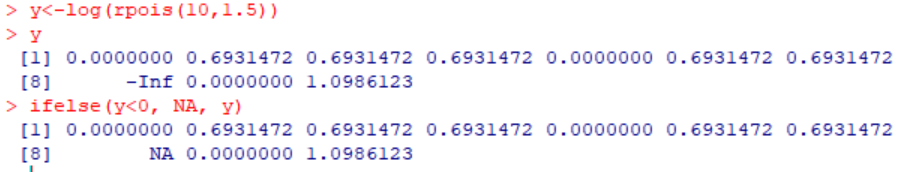 > y<-log(rpois(10,1.5))
> y
 [1] 0.0000000 0.6931472 0.6931472 0.6931472 0.0000000 0.6931472 0.6931472
 [8]      -Inf 0.0000000 1.0986123
> ifelse(y<0, NA, y)
 [1] 0.0000000 0.6931472 0.6931472 0.6931472 0.0000000 0.6931472 0.6931472
 [8]        NA 0.0000000 1.0986123